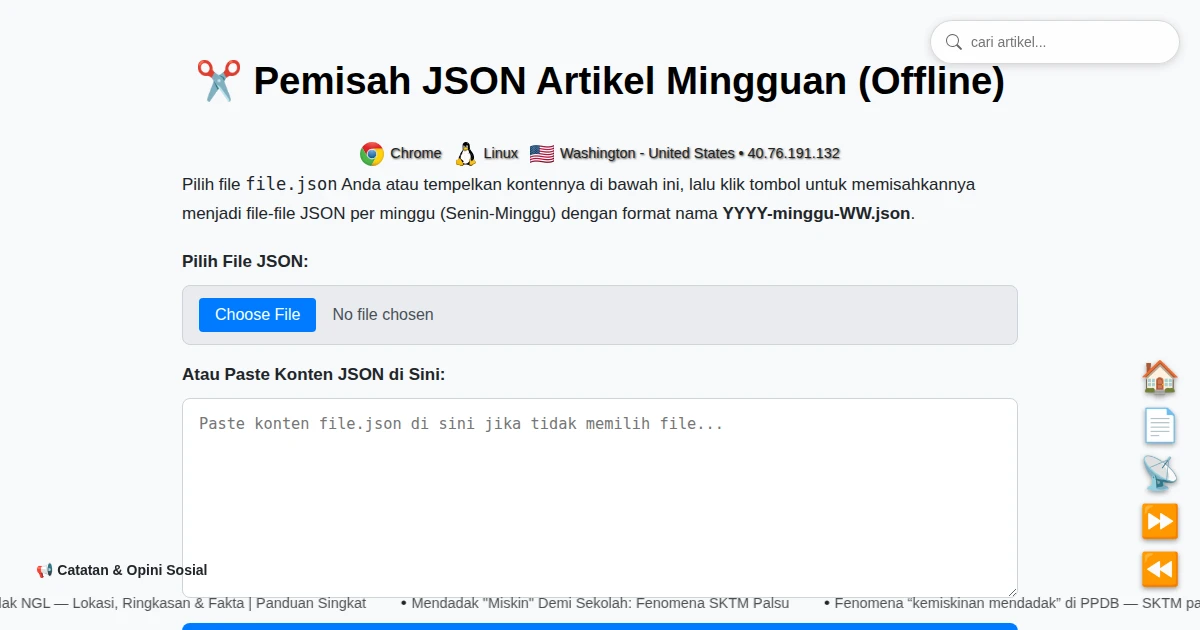 cari artikel...
✂️ Pemisah JSON Artikel Mingguan (Offline)
Chrome Linux Washington - United States • 40.76.191.132
Pilih file file.json Anda atau tempelkan kontennya di bawah ini, lalu klik tombol untuk memisahkannya
menjadi file-file JSON per minggu (Senin-Minggu) dengan format nama YYYY-minggu-WW.json.
Pilih File JSON:
Choose File No file chosen
Atau Paste Konten JSON di Sini:
Paste konten file.json di sini jika tidak memilih file...
📢 Catatan & Opini Sosial
NGL — Lokasi, Ringkasan & Fakta | Panduan Singkat • Mendadak "Miskin" Demi Sekolah: Fenomena SKTM Palsu • Fenomena “kemiskinan mendadak” di PPDB — SKTM